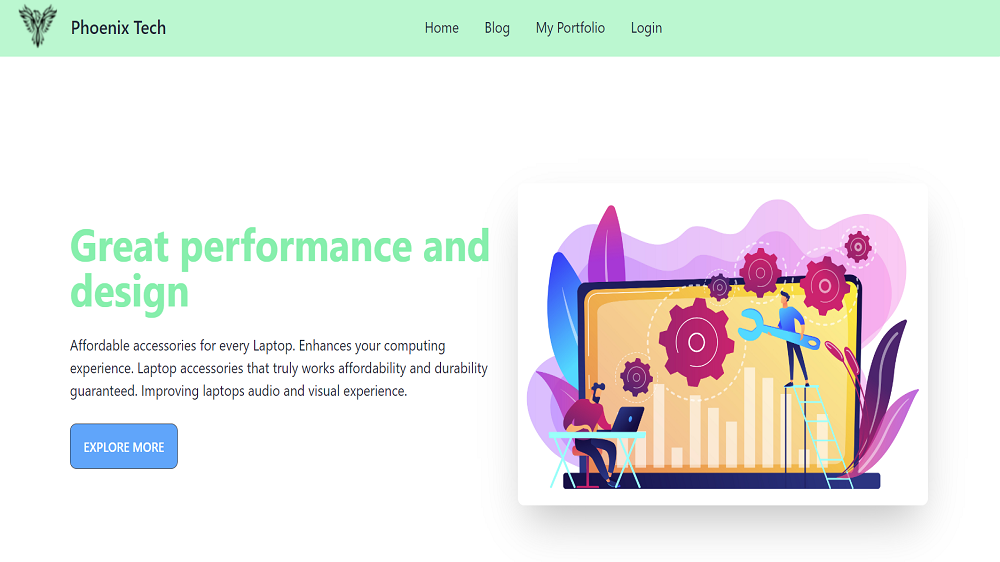 Phoenix Tech
Home Blog My Portfolio Login
Great performance and
design
Affordable accessories for every Laptop. Enhances your computing
experience. Laptop accessories that truly works affordability and durability
guaranteed. Improving laptops audio and visual experience.
EXPLORE MORE